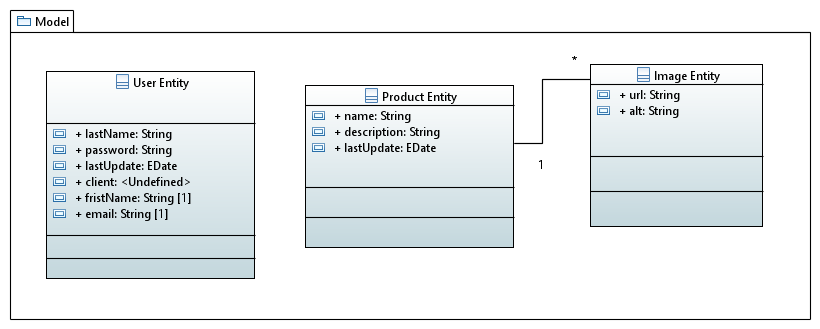 Model
User Entity
+ lastName: String
+ password: String
+ lastUpdate: EDate
+ client: <Undefined>
+ fristName: String [1]
+ email: String [1]
Product Entity
+ name: String
+ description: String
+ lastUpdate: EDate
1
*
Image Entity
+ url: String
+ alt: String